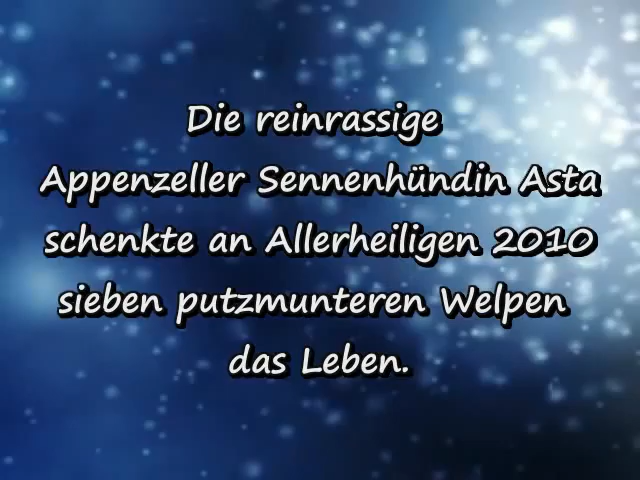 Die reinrassige
Appenzeller Sennenhündin Asta
schenkte an Allerheiligen 2010
sieben putzmunteren Welpen
das Leben.